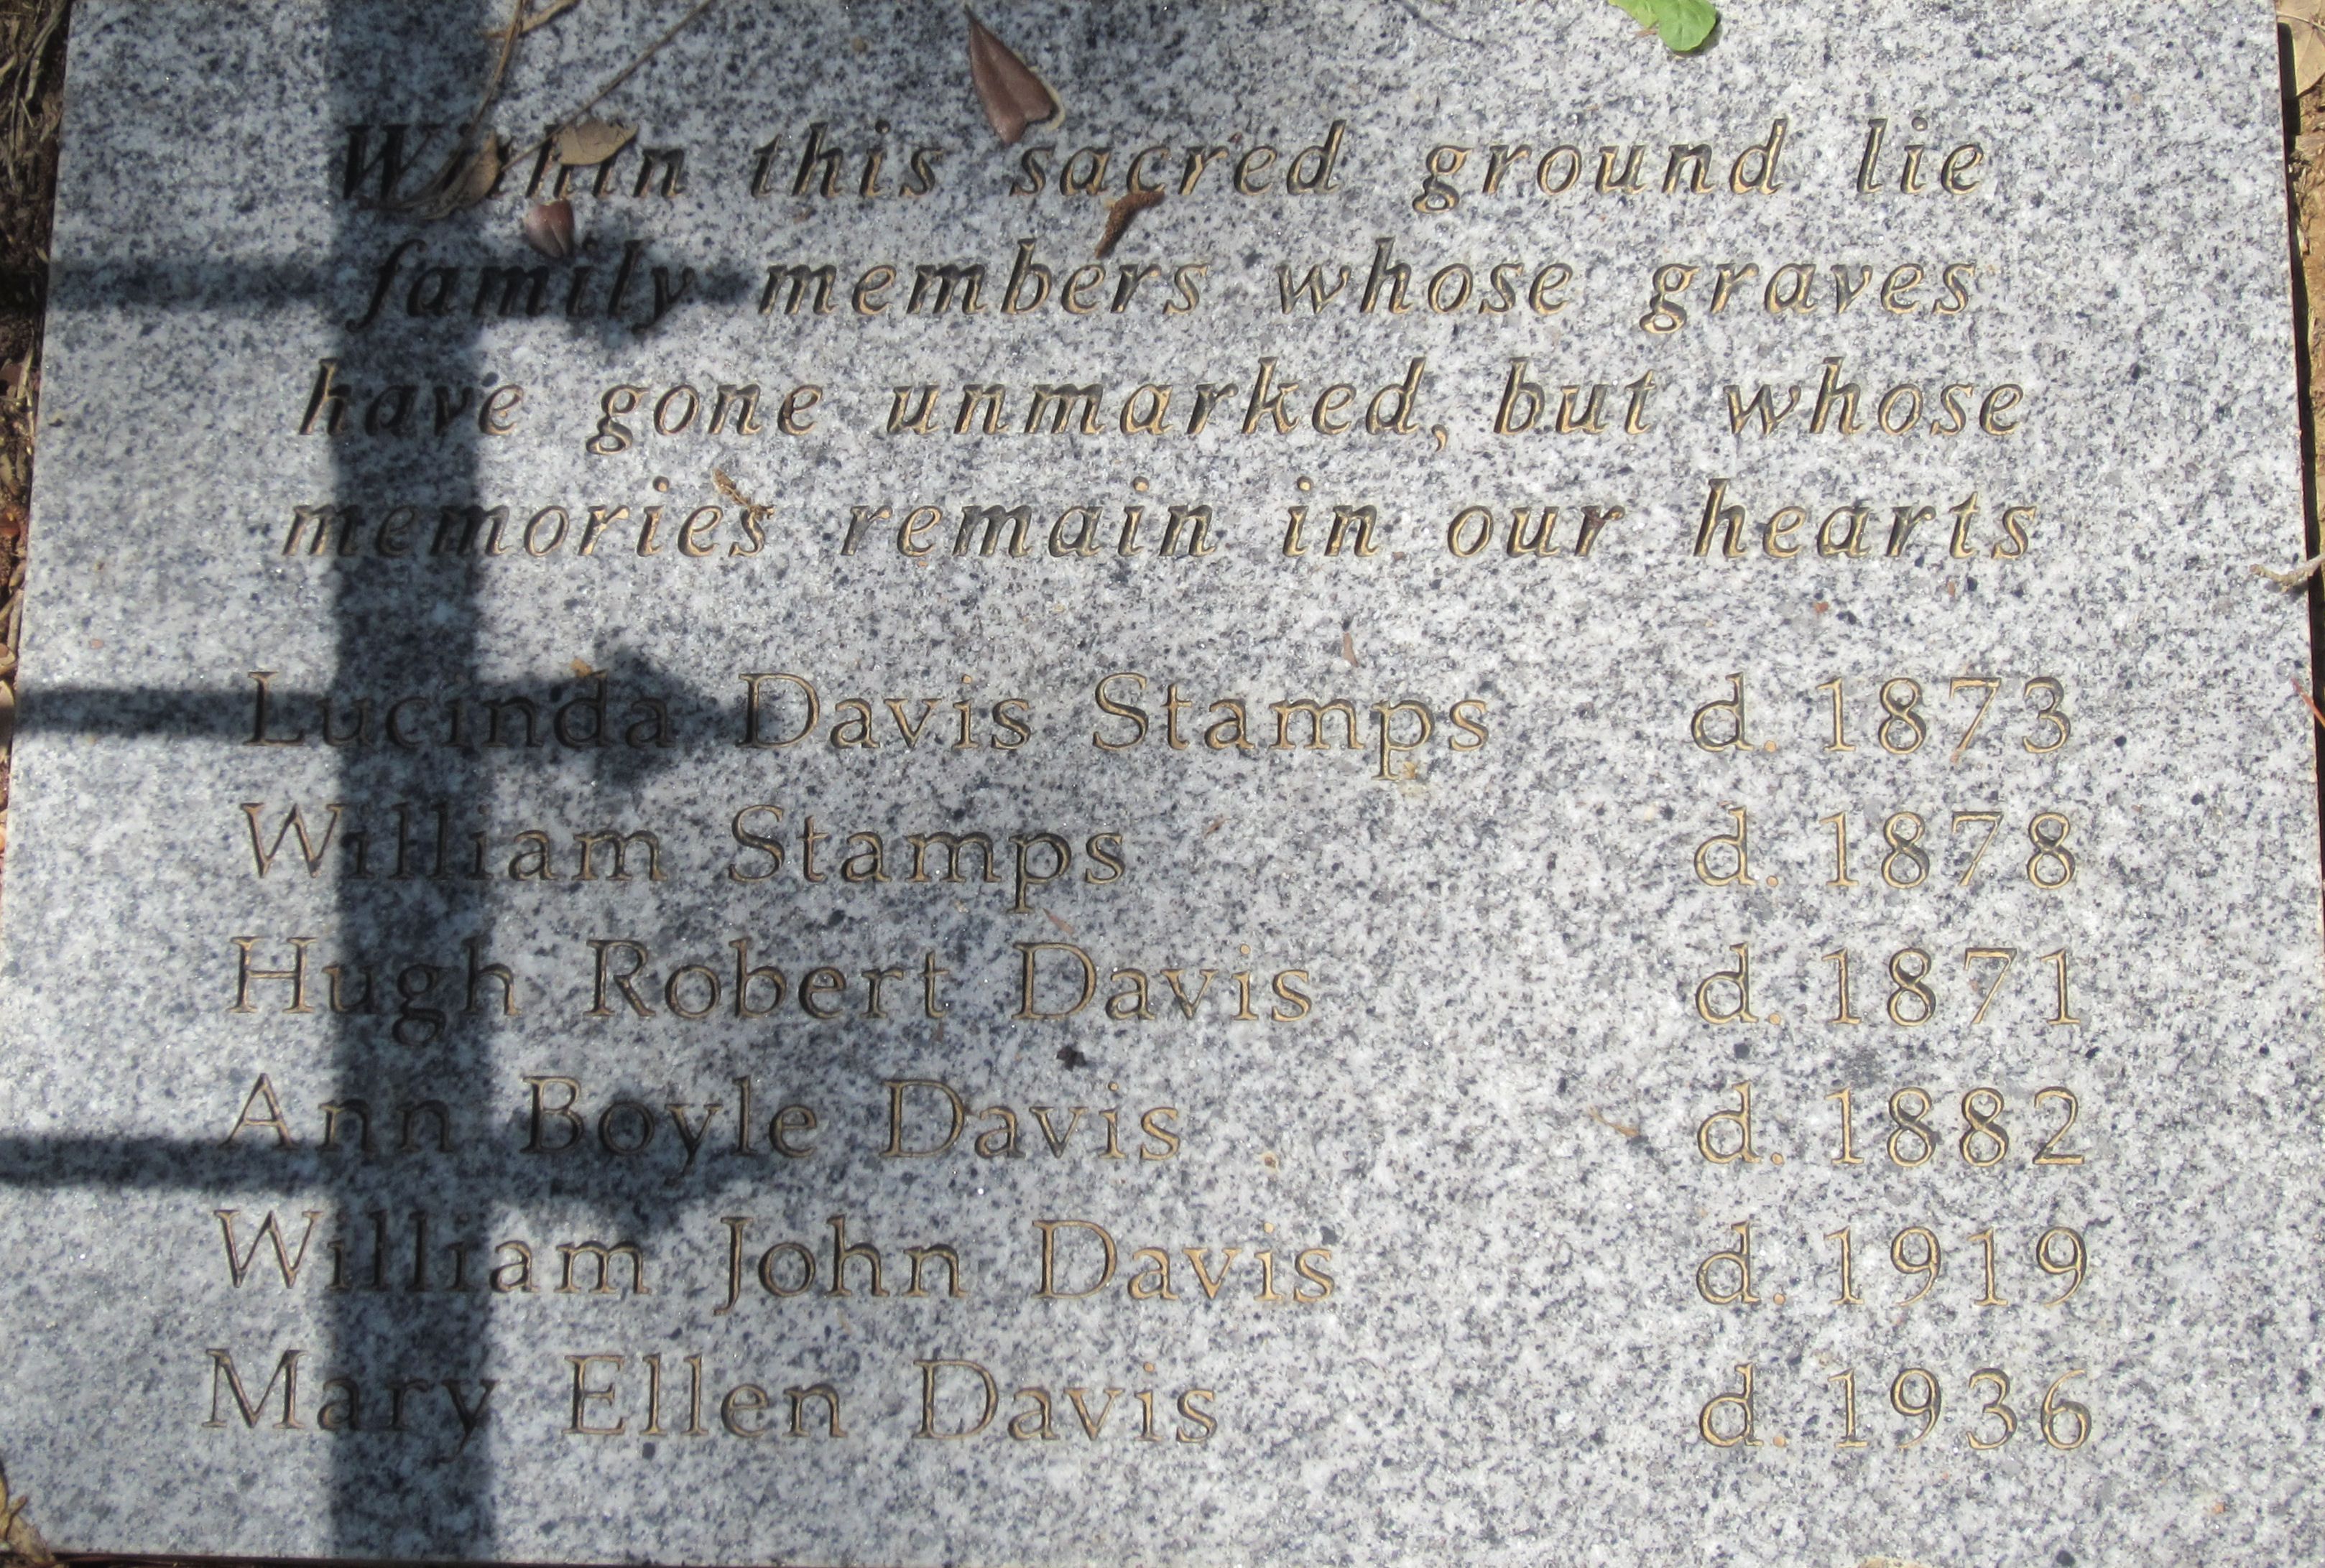 Within this sacred ground lie
family members whose graves
have gone unmarked, but whose
memories remain in our hearts
Lucinda Davis Stamps d. 1873
William Stamps d. 1878
Hugh Robert Davis d. 1871
Ann Boyle Davis d. 1882
William John Davis d. 1919
Mary Ellen Davis d. 1936